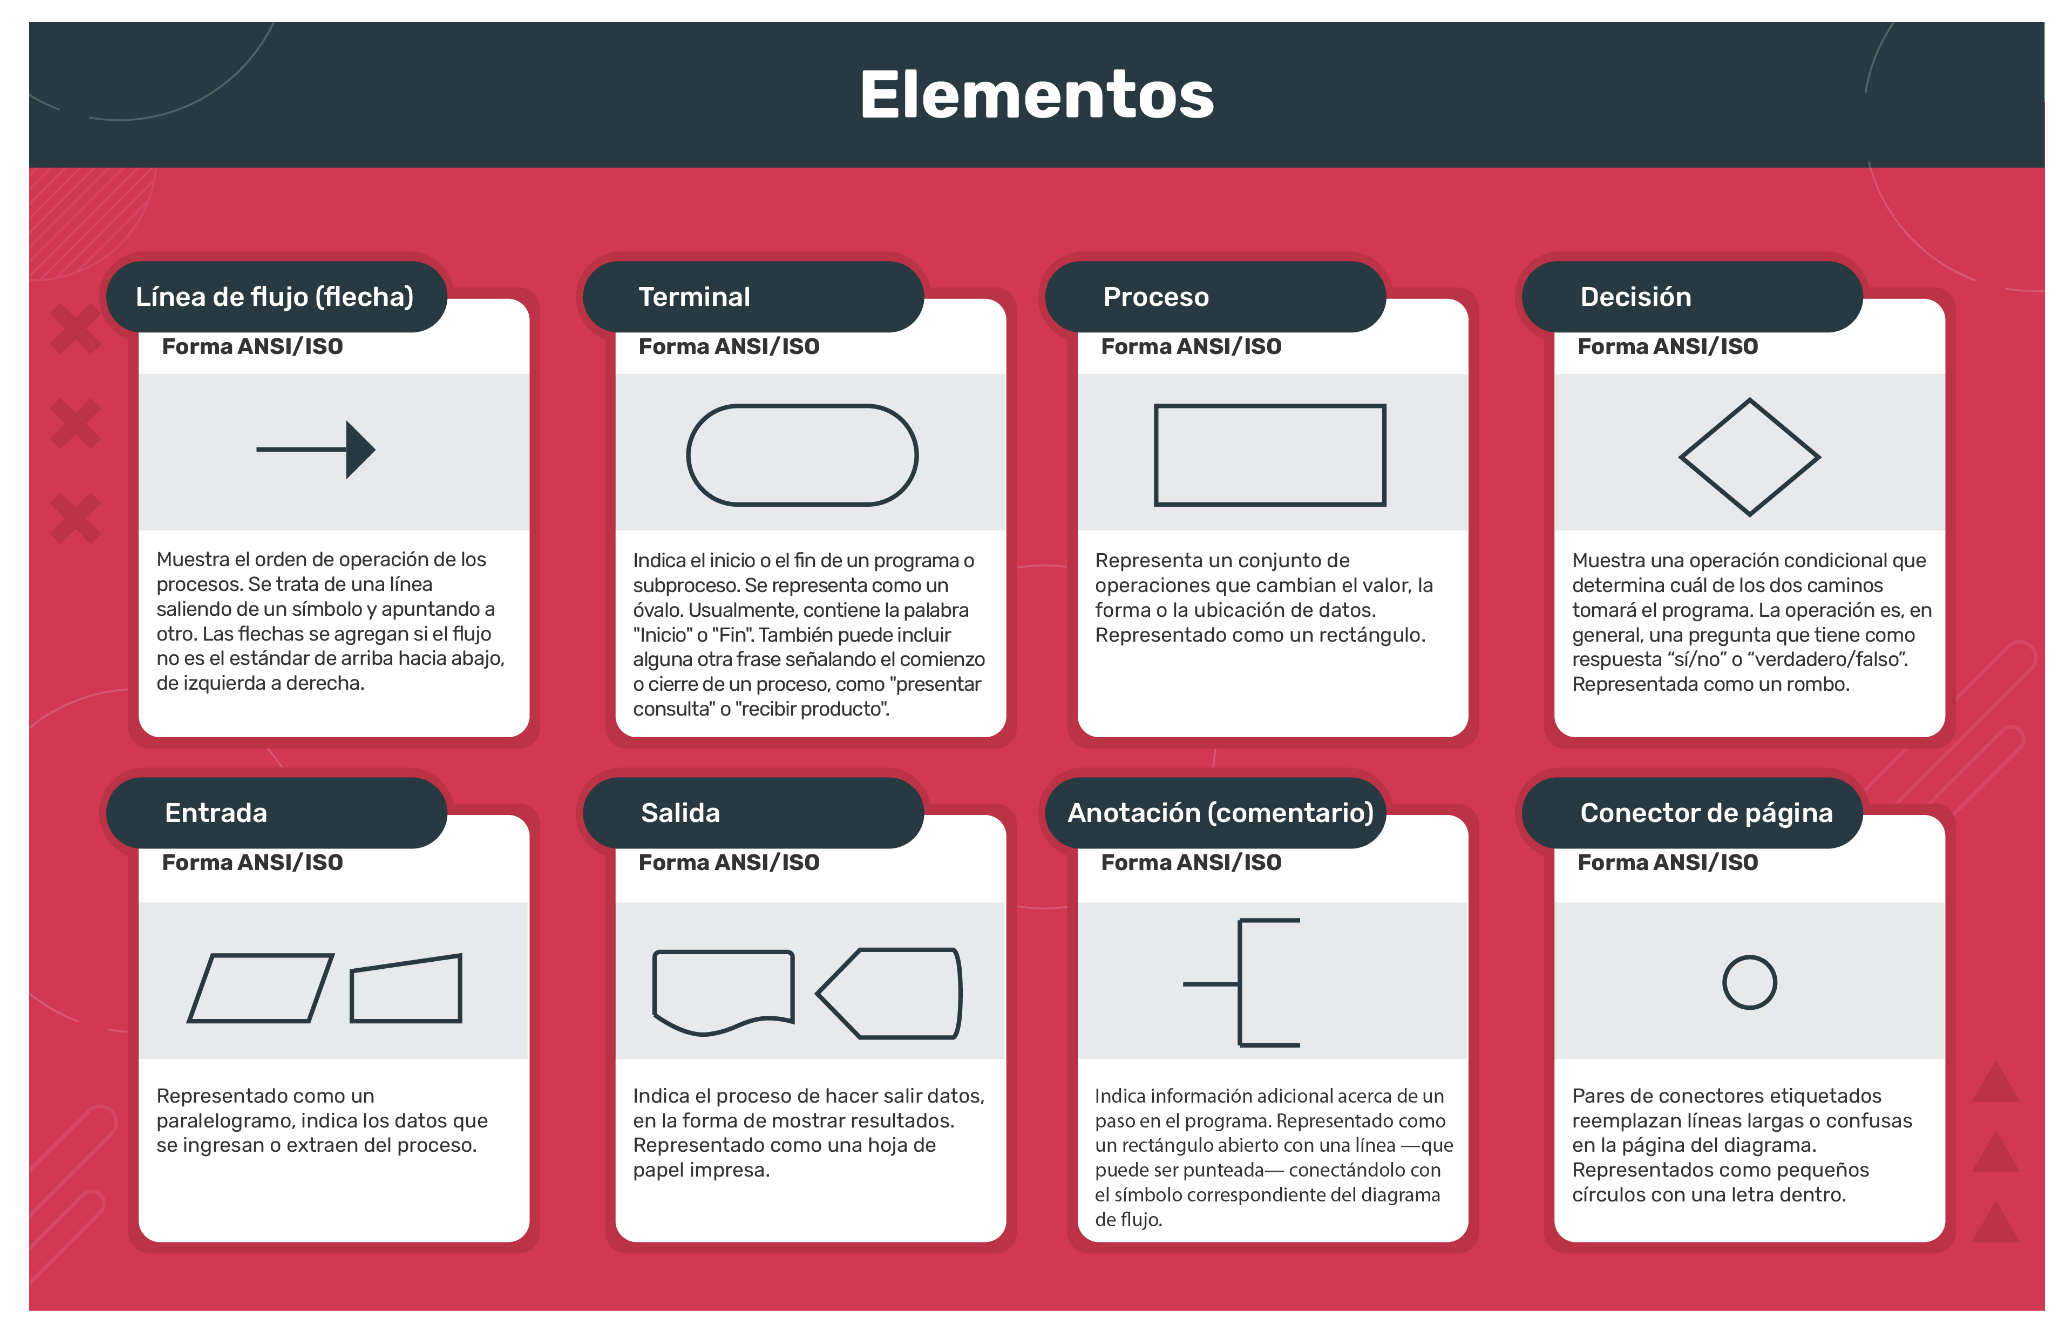 Elementos
Línea de flujo (flecha)
Forma ANSI/ISO
Muestra el orden de operación de los
procesos. Se trata de una línea
saliendo de un símbolo y apuntando a
otro. Las flechas se agregan si el flujo
no es el estándar de arriba hacia abajo,
de izquierda a derecha.
Terminal
Forma ANSI/ISO
Indica el inicio o el fin de un programa o
subproceso. Se representa como un
óvalo. Usualmente, contiene la palabra
"Inicio" o "Fin". También puede incluir
alguna otra frase señalando el comienzo
o cierre de un proceso, como "presentar
consulta" o "recibir producto".
Proceso
Forma ANSI/ISO
Representa un conjunto de
operaciones que cambian el valor, la
forma o la ubicación de datos.
Representado como un rectángulo.
Decisión
Forma ANSI/ISO
Muestra una operación condicional que
determina cuál de los dos caminos
tomará el programa. La operación es, en
general, una pregunta que tiene como
respuesta “sí/no” o “verdadero/falso”.
Representada como un rombo.
Entrada
Forma ANSI/ISO
Representado como un
paralelogramo, indica los datos que
se ingresan o extraen del proceso.
Salida
Forma ANSI/ISO
Indica el proceso de hacer salir datos,
en la forma de mostrar resultados.
Representado como una hoja de
papel impresa.
Anotación (comentario)
Forma ANSI/ISO
Indica información adicional acerca de un
paso en el programa. Representado como
un rectángulo abierto con una línea —que
puede ser punteada— conectándolo con
el símbolo correspondiente del diagrama
de flujo.
Conector de página
Forma ANSI/ISO
Pares de conectores etiquetados
reemplazan líneas largas o confusas
en la página del diagrama.
Representados como pequeños
círculos con una letra dentro.